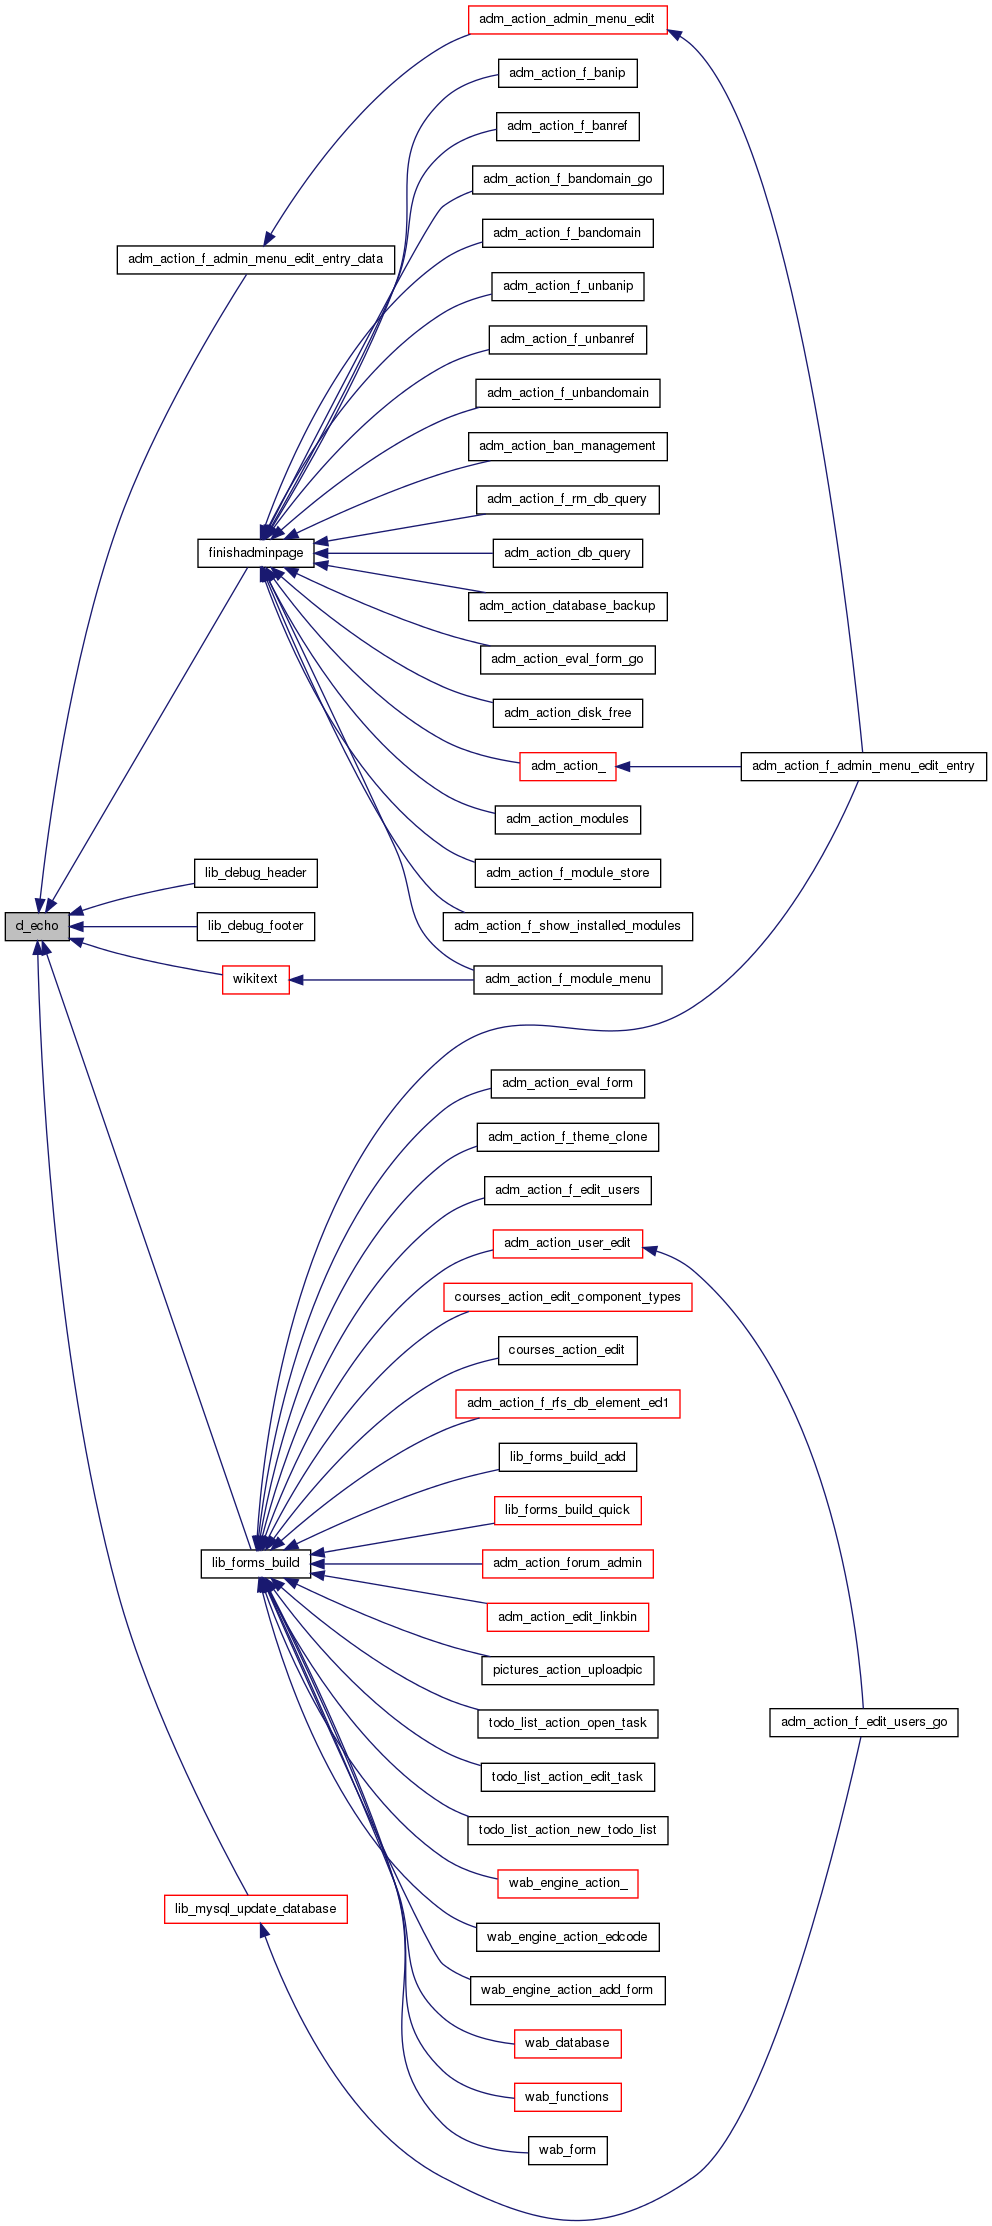 adm_action_admin_menu_edit
adm_action_f_banip
adm_action_f_banref
adm_action_f_bandomain_go
adm_action_f_bandomain
adm_action_f_admin_menu_edit_entry_data
adm_action_f_unbanip
adm_action_f_unbanref
adm_action_f_unbandomain
adm_action_ban_management
adm_action_f_rm_db_query
finishadminpage
adm_action_db_query
adm_action_database_backup
adm_action_eval_form_go
adm_action_disk_free
adm_action_
adm_action_f_admin_menu_edit_entry
adm_action_modules
lib_debug_header
adm_action_f_module_store
d_echo
lib_debug_footer
adm_action_f_show_installed_modules
wikitext
adm_action_f_module_menu
adm_action_eval_form
adm_action_f_theme_clone
adm_action_f_edit_users
adm_action_user_edit
courses_action_edit_component_types
courses_action_edit
adm_action_f_rfs_db_element_ed1
lib_forms_build_add
lib_forms_build_quick
lib_forms_build
adm_action_forum_admin
adm_action_edit_linkbin
pictures_action_uploadpic
todo_list_action_open_task
adm_action_f_edit_users_go
todo_list_action_edit_task
todo_list_action_new_todo_list
wab_engine_action_
lib_mysql_update_database
wab_engine_action_edcode
wab_engine_action_add_form
wab_database
wab_functions
wab_form